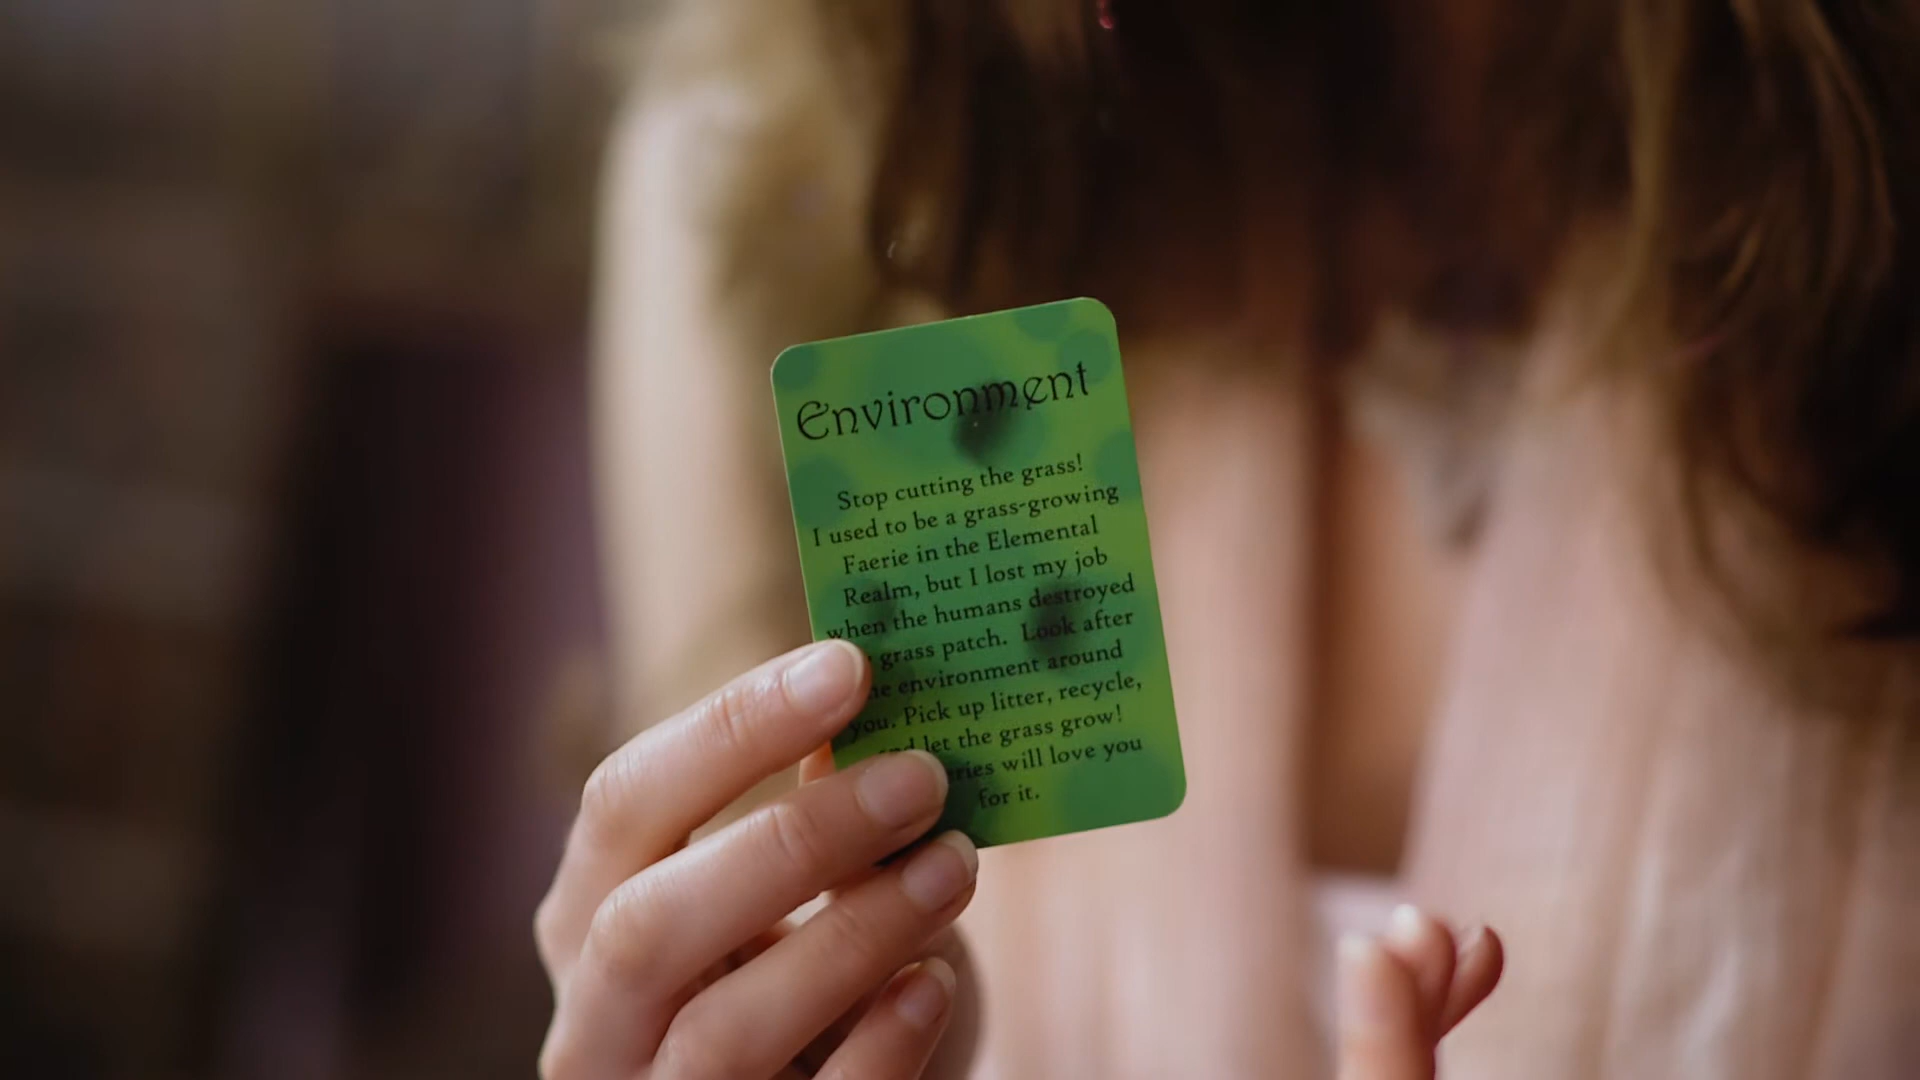 Environment
Stop cutting the grass!
I used to be a grass-growing
Faerie in the Elemental
Realm, but I lost my job
when the humans destroyed
grass patch. Look after
environment around
you. Pick up litter, recycle,
let the grass grow!
will love you
for it.